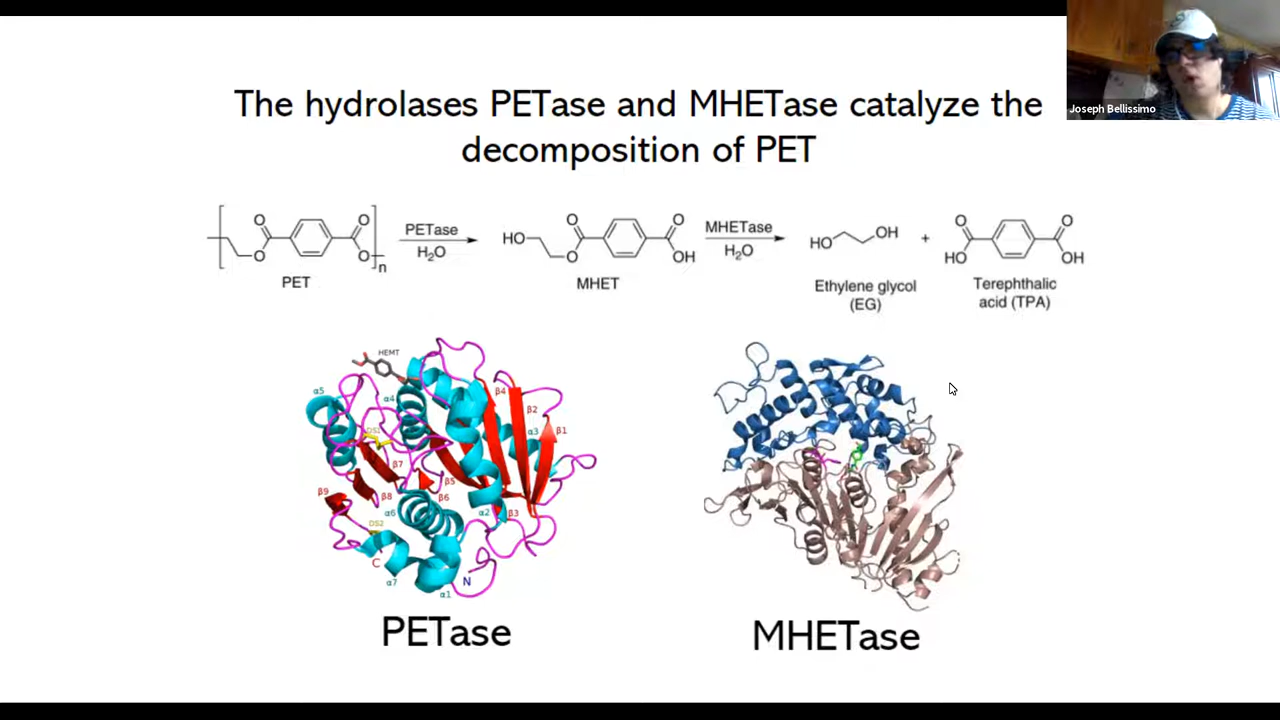 Joseph Bellissimo
The hydrolases PETase and MHETase catalyze the
decomposition of PET
O O O O n
PET
PETase
H₂O
HO O O O OH
MHET
MHETase
H₂O
HO OH
Ethylene glycol
(EG)
+
O HO O OH
Terephthalic
acid (TPA)
HEMT
α5
α4
β4
β2
α3
β1
DS1
β7
β5
β9
β8
β6
α6
α2
β3
DS2
C
α7
N
α1
PETase
MHETase